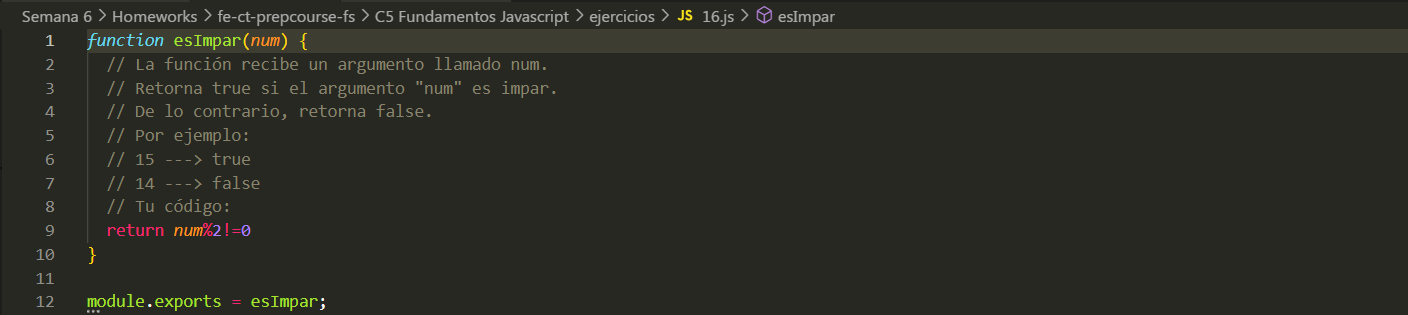 Semana 6 > Homeworks > fe-ct-prepcourse-fs > C5 Fundamentos Javascript > ejercicios > JS 16.js > esImpar
1 function esImpar(num) {
2 // La función recibe un argumento llamado num.
3 // Retorna true si el argumento "num" es impar.
4 // De lo contrario, retorna false.
5 // Por ejemplo:
6 // 15 ---> true
7 // 14 ---> false
8 // Tu código:
9 return num%2!=0
10 }
11
12 module.exports = esImpar;